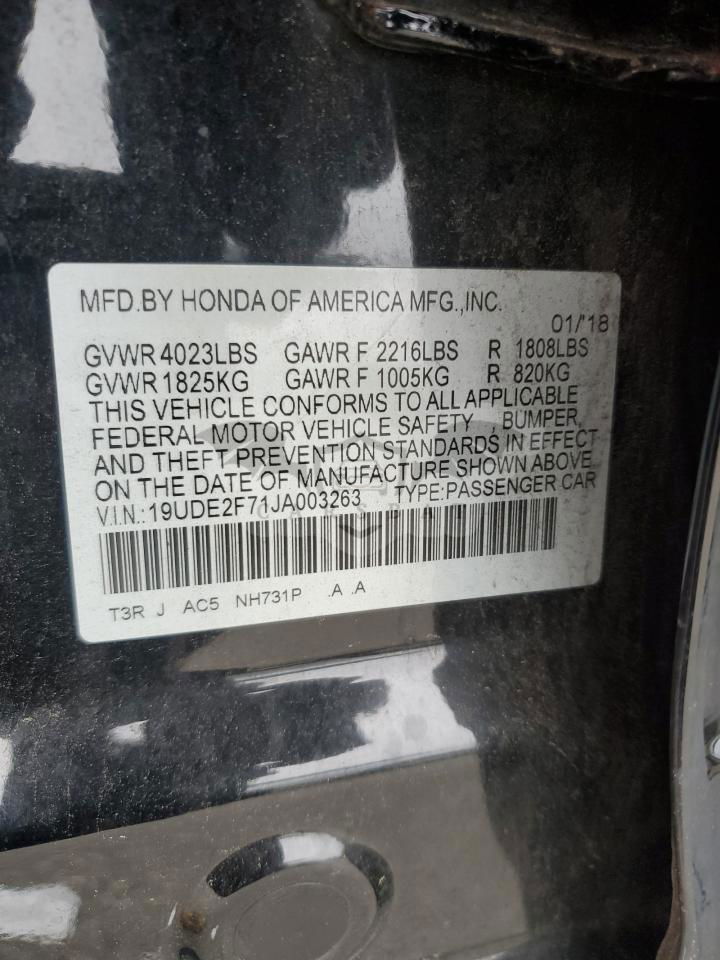 MFD.BY HONDA OF AMERICA MFG.,INC.
01/'18
GVWR 4023LBS GAWR F 2216LBS R 1808LBS
GVWR 1825KG GAWR F 1005KG R 820KG
THIS VEHICLE CONFORMS TO ALL APPLICABLE
FEDERAL MOTOR VEHICLE SAFETY BUMPER,
AND THEFT PREVENTION STANDARDS IN EFFECT
ON THE DATE OF MANUFACTURE SHOWN ABOVE.
V.I.N.:19UDE2F71JA003263 TYPE:PASSENGER CAR
T3R J AC5 NH731P .A .A